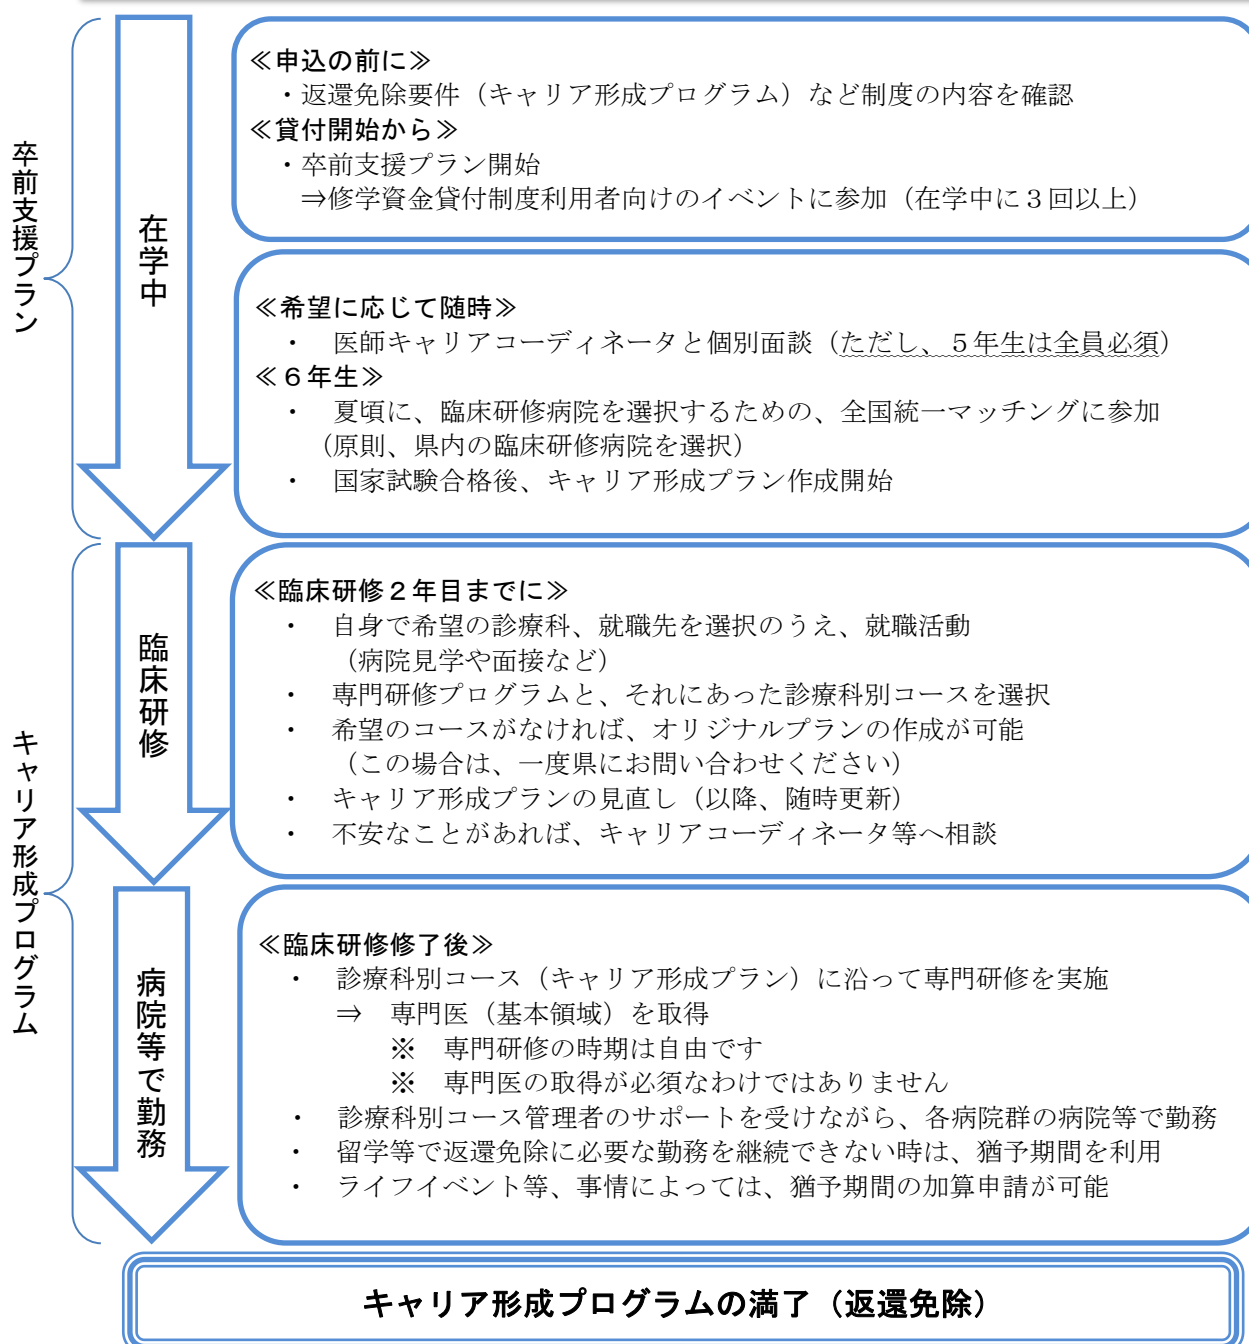 卒前支援プラン
在学中
≪申込の前に≫
・返還免除要件（キャリア形成プログラム）など制度の内容を確認
≪貸付開始から≫
・卒前支援プラン開始
⇒修学資金貸付制度利用者向けのイベントに参加（在学中に３回以上）
≪希望に応じて随時≫
・　医師キャリアコーディネータと個別面談（ただし、５年生は全員必須）
≪６年生≫
・　夏頃に、臨床研修病院を選択するための、全国統一マッチングに参加
（原則、県内の臨床研修病院を選択）
・　国家試験合格後、キャリア形成プラン作成開始
キャリア形成プログラム
臨床研修
≪臨床研修２年目までに≫
・　自身で希望の診療科、就職先を選択のうえ、就職活動
（病院見学や面接など）
・　専門研修プログラムと、それにあった診療科別コースを選択
・　希望のコースがなければ、オリジナルプランの作成が可能
（この場合は、一度県にお問い合わせください）
・　キャリア形成プランの見直し（以降、随時更新）
・　不安なことがあれば、キャリアコーディネータ等へ相談
病院等で勤務
≪臨床研修修了後≫
・　診療科別コース（キャリア形成プラン）に沿って専門研修を実施
⇒　専門医（基本領域）を取得
※　専門研修の時期は自由です
※　専門医の取得が必須なわけではありません
・　診療科別コース管理者のサポートを受けながら、各病院群の病院等で勤務
・　留学等で返還免除に必要な勤務を継続できない時は、猶予期間を利用
・　ライフイベント等、事情によっては、猶予期間の加算申請が可能
キャリア形成プログラムの満了（返還免除）